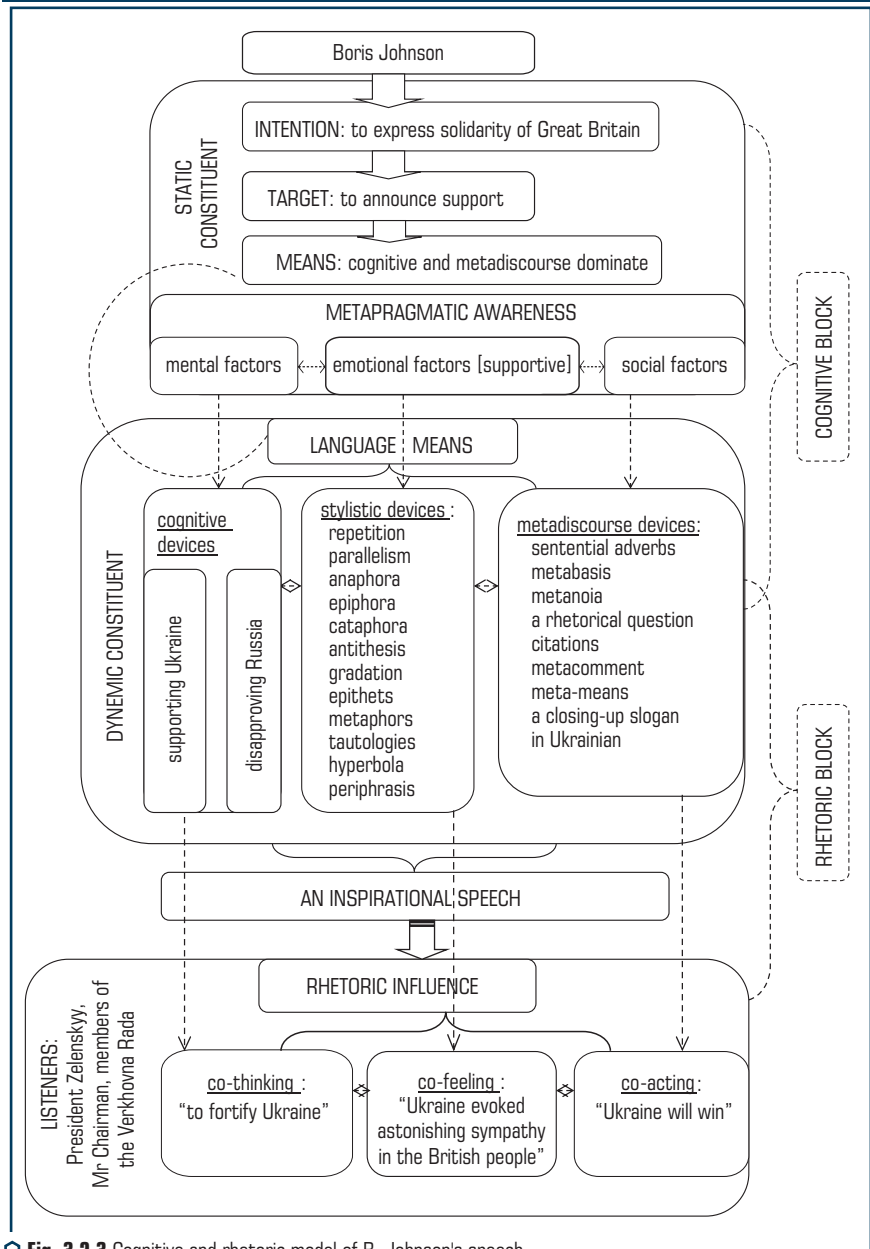 Boris Johnson
INTENTION: to express solidarity of Great Britain
STATIC
CONSTITUENT
TARGET: to announce support
MEANS: cognitive and metadiscourse dominate
METAPRAGMATIC AWARENESS
mental factors
emotional factors [supportive]
social factors
COGNITIVE BLOCK
LANGUAGE MEANS
DYNEMIC CONSTITUENT
cognitive
devices
supporting Ukraine
disapproving Russia
stylistic devices :
repetition
parallelism
anaphora
epiphora
cataphora
antithesis
gradation
epithets
metaphors
tautologies
hyperbola
periphrasis
metadiscourse devices:
sentential adverbs
metabasis
metanoia
a rhetorical question
citations
metacomment
meta-means
a closing-up slogan
in Ukrainian
RHETORIC BLOCK
AN INSPIRATIONAL SPEECH
RHETORIC INFLUENCE
LISTENERS:
President Zelenskyy,
Mr Chairman, members of
the Verkhovna Rada
co-thinking :
“to fortify Ukraine”
co-feeling :
“Ukraine evoked
astonishing sympathy
in the British people”
co-acting :
“Ukraine will win”
Fig. 3.2.3 Cognitive and rhetoric model of B. Johnson's speech